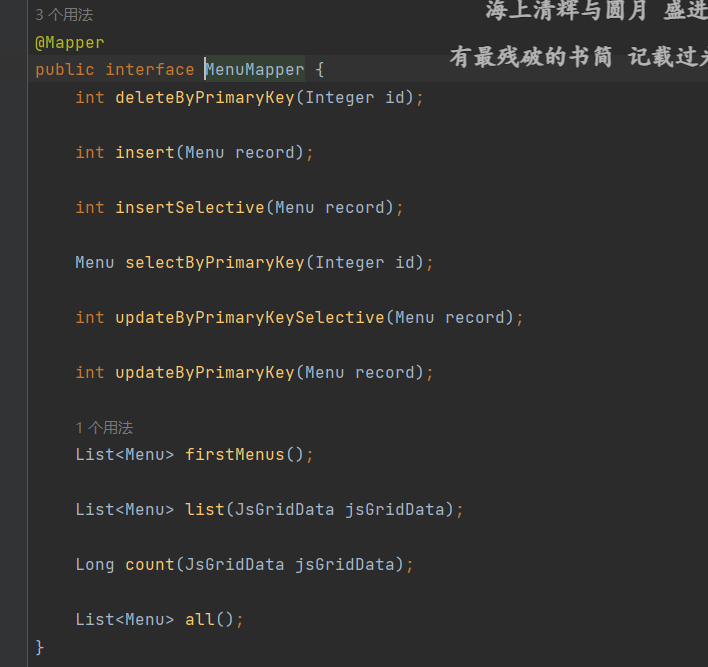 海上清辉与圆月 盛进
3 个用法
@Mapper
有最残破的书简 记载过
public interface MenuMapper {
    int deleteByPrimaryKey(Integer id);
    int insert(Menu record);
    int insertSelective(Menu record);
    Menu selectByPrimaryKey(Integer id);
    int updateByPrimaryKeySelective(Menu record);
    int updateByPrimaryKey(Menu record);
    1 个用法
    List<Menu> firstMenus();
    List<Menu> list(JsGridData jsGridData);
    Long count(JsGridData jsGridData);
    List<Menu> all();
}